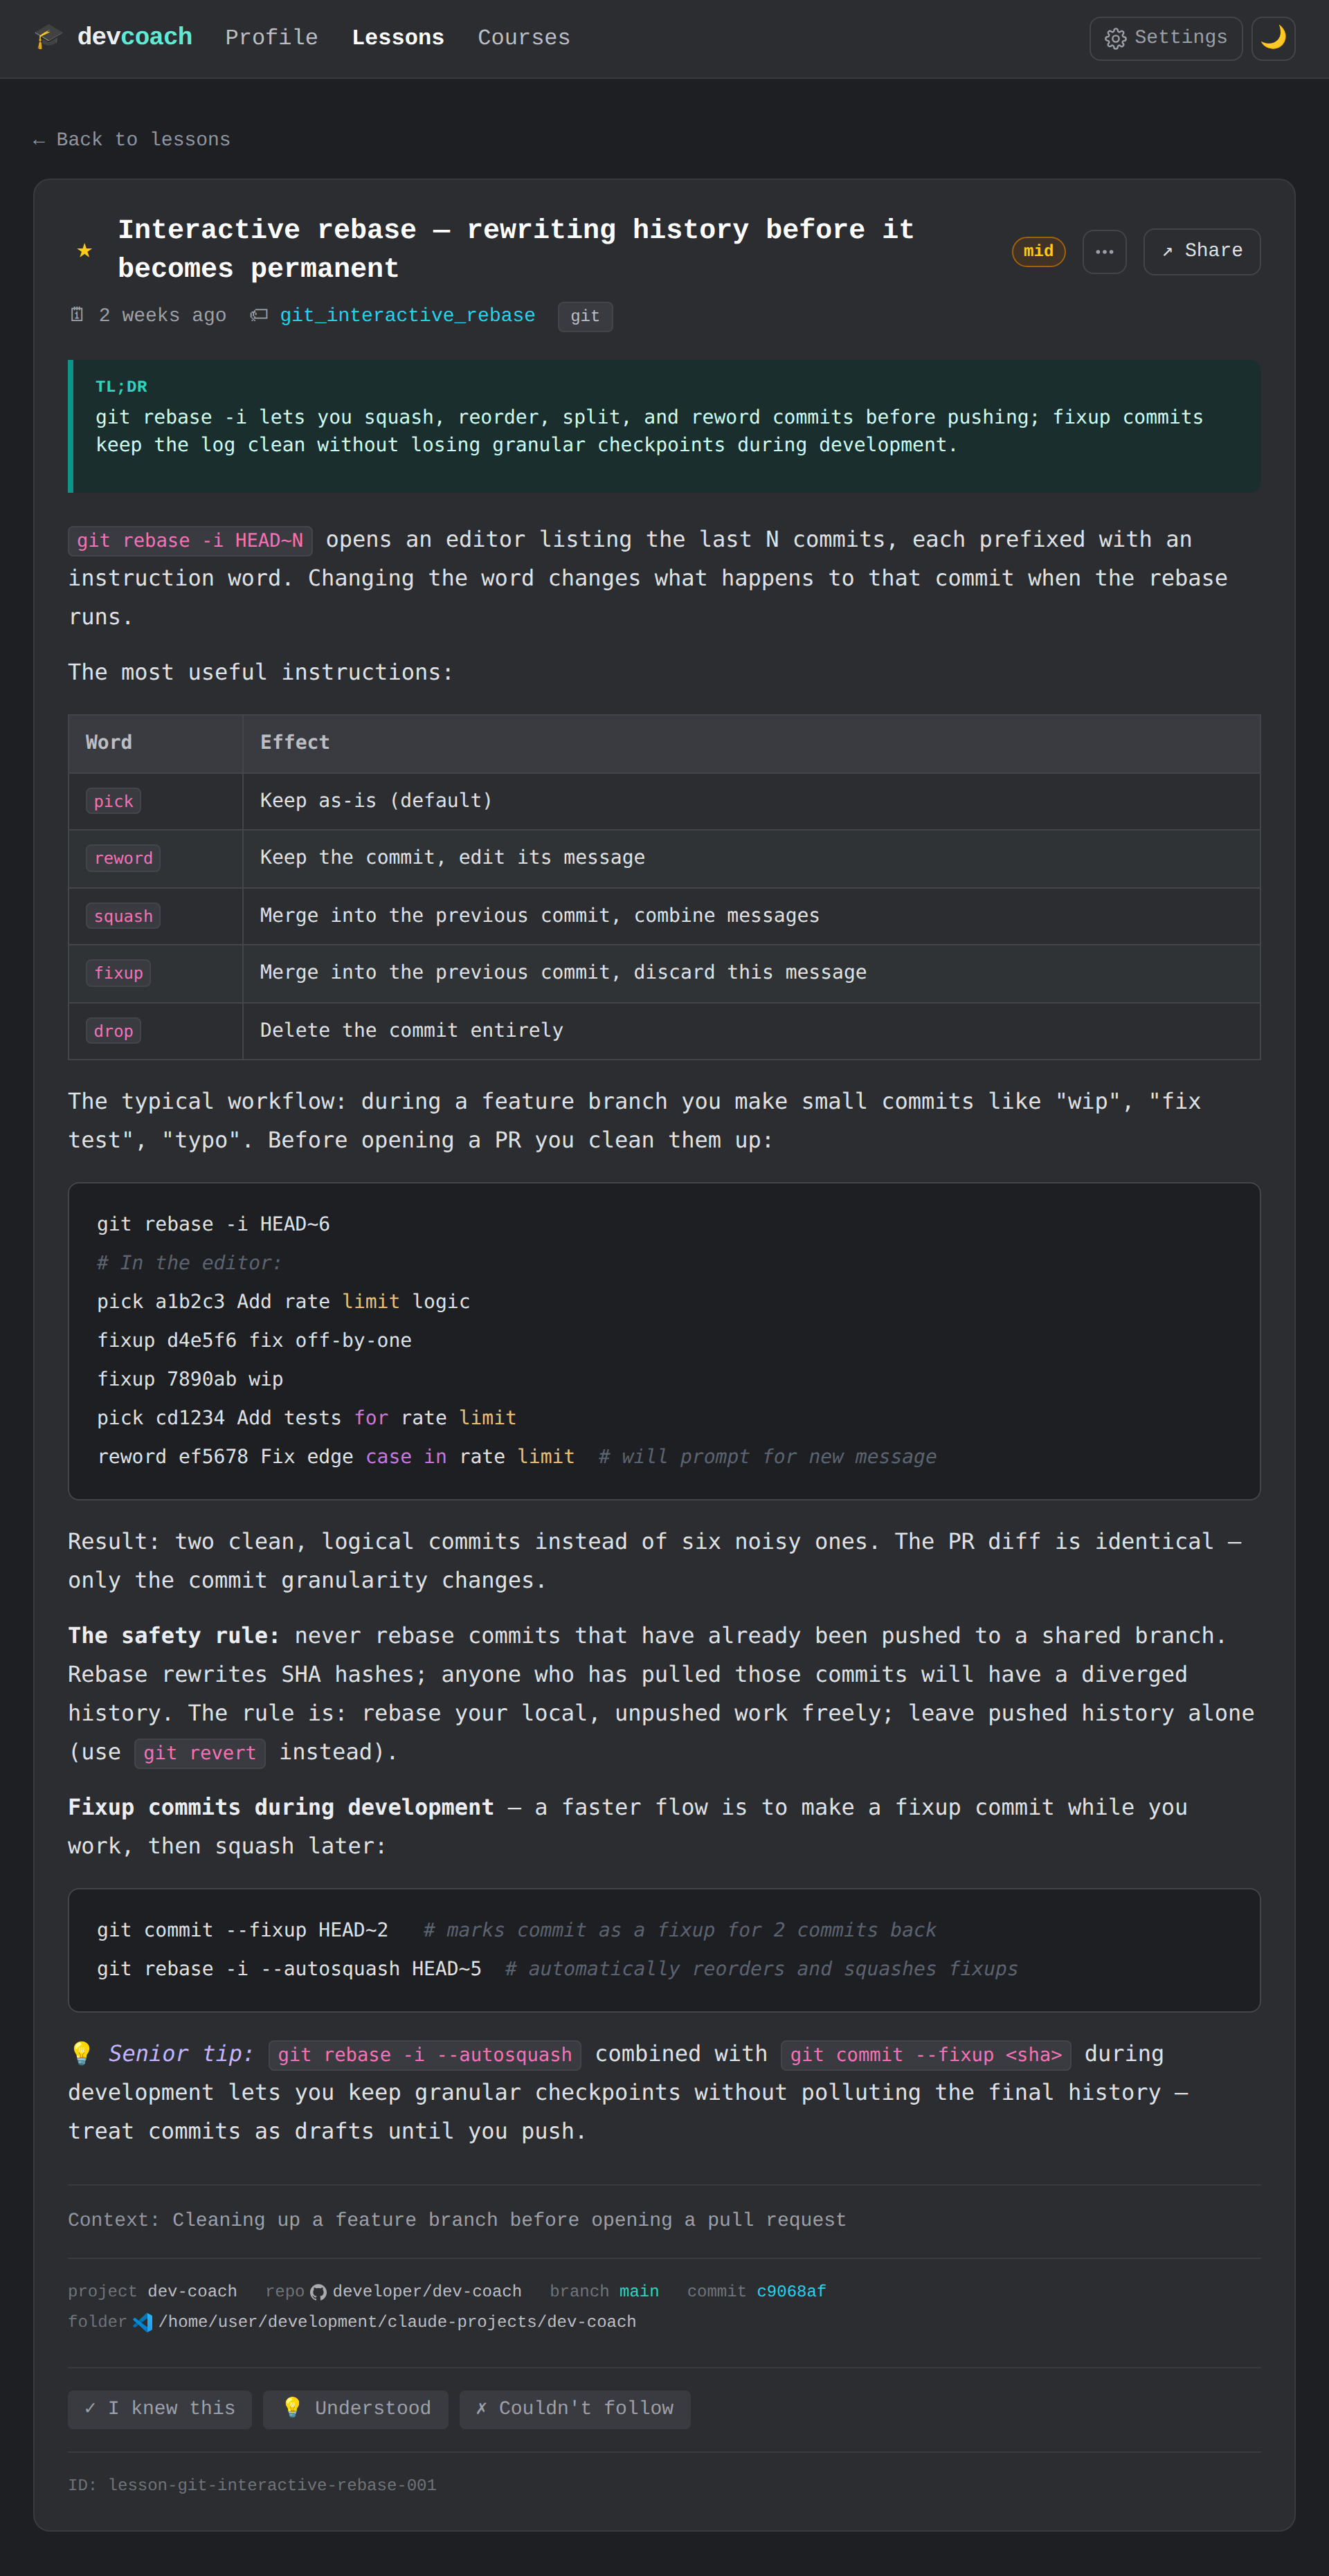 devcoach Profile Lessons Courses Settings
← Back to lessons
★ Interactive rebase — rewriting history before it
becomes permanent
mid ••• ↗ Share
2 weeks ago git_interactive_rebase git
TL;DR
git rebase -i lets you squash, reorder, split, and reword commits before pushing; fixup commits
keep the log clean without losing granular checkpoints during development.
git rebase -i HEAD~N opens an editor listing the last N commits, each prefixed with an
instruction word. Changing the word changes what happens to that commit when the rebase
runs.
The most useful instructions:
Word Effect
pick Keep as-is (default)
reword Keep the commit, edit its message
squash Merge into the previous commit, combine messages
fixup Merge into the previous commit, discard this message
drop Delete the commit entirely
The typical workflow: during a feature branch you make small commits like "wip", "fix
test", "typo". Before opening a PR you clean them up:
git rebase -i HEAD~6
# In the editor:
pick a1b2c3 Add rate limit logic
fixup d4e5f6 fix off-by-one
fixup 7890ab wip
pick cd1234 Add tests for rate limit
reword ef5678 Fix edge case in rate limit  # will prompt for new message
Result: two clean, logical commits instead of six noisy ones. The PR diff is identical —
only the commit granularity changes.
The safety rule: never rebase commits that have already been pushed to a shared branch.
Rebase rewrites SHA hashes; anyone who has pulled those commits will have a diverged
history. The rule is: rebase your local, unpushed work freely; leave pushed history alone
(use git revert instead).
Fixup commits during development — a faster flow is to make a fixup commit while you
work, then squash later:
git commit --fixup HEAD~2   # marks commit as a fixup for 2 commits back
git rebase -i --autosquash HEAD~5  # automatically reorders and squashes fixups
💡 Senior tip: git rebase -i --autosquash combined with git commit --fixup <sha> during
development lets you keep granular checkpoints without polluting the final history —
treat commits as drafts until you push.
Context: Cleaning up a feature branch before opening a pull request
project dev-coach repo developer/dev-coach branch main commit c9068af
folder /home/user/development/claude-projects/dev-coach
✓ I knew this 💡 Understood ✗ Couldn't follow
ID: lesson-git-interactive-rebase-001